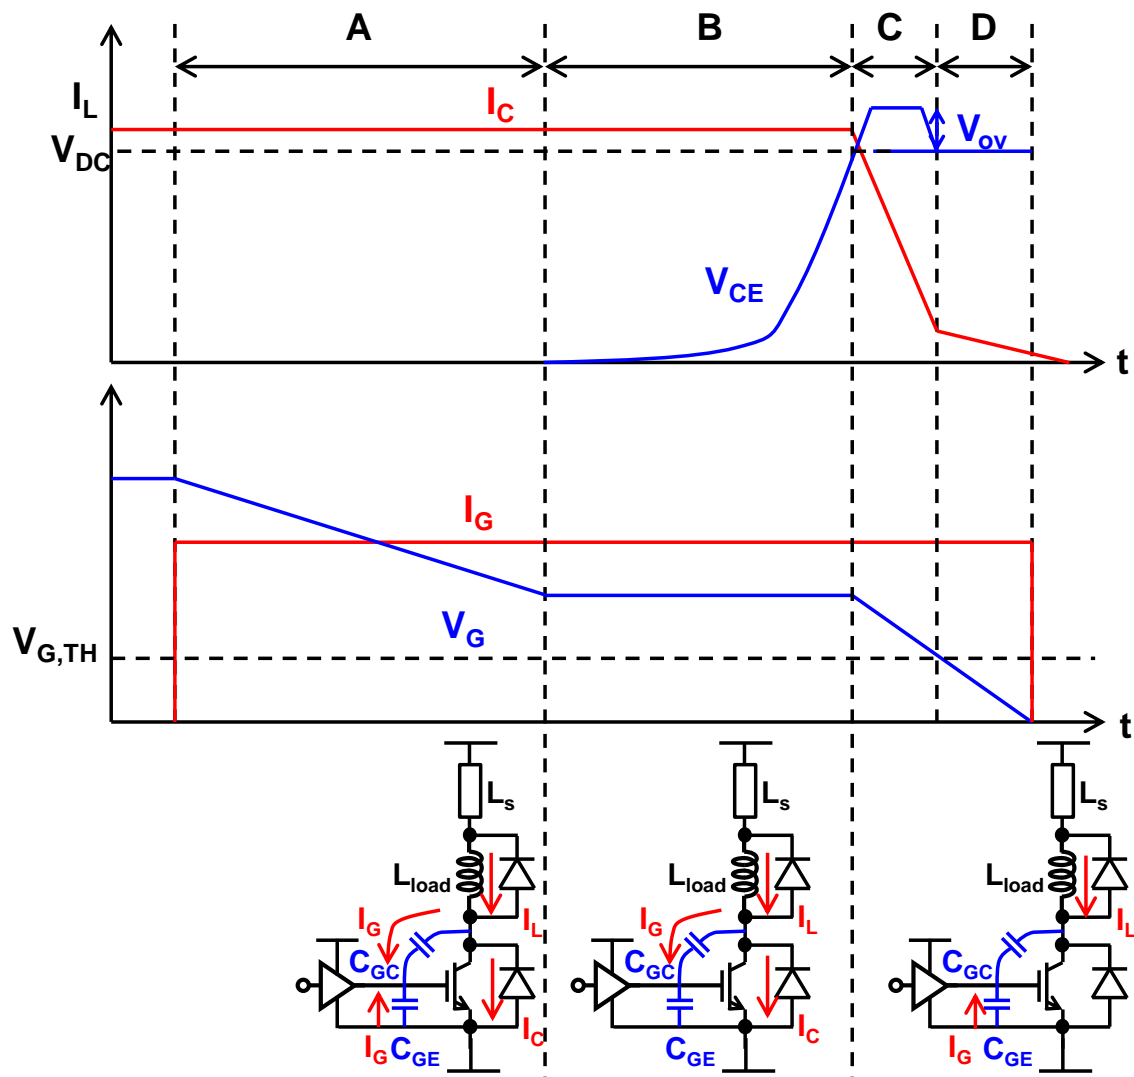 A B C D
I_L
I_C
V_DC
V_ov
V_CE
t
I_G
V_G
V_G,TH
t
L_s L_s L_s
L_load L_load L_load
I_G I_L I_G I_L I_L
C_GC C_GC C_GC
I_C I_C
I_G C_GE C_GE I_G C_GE